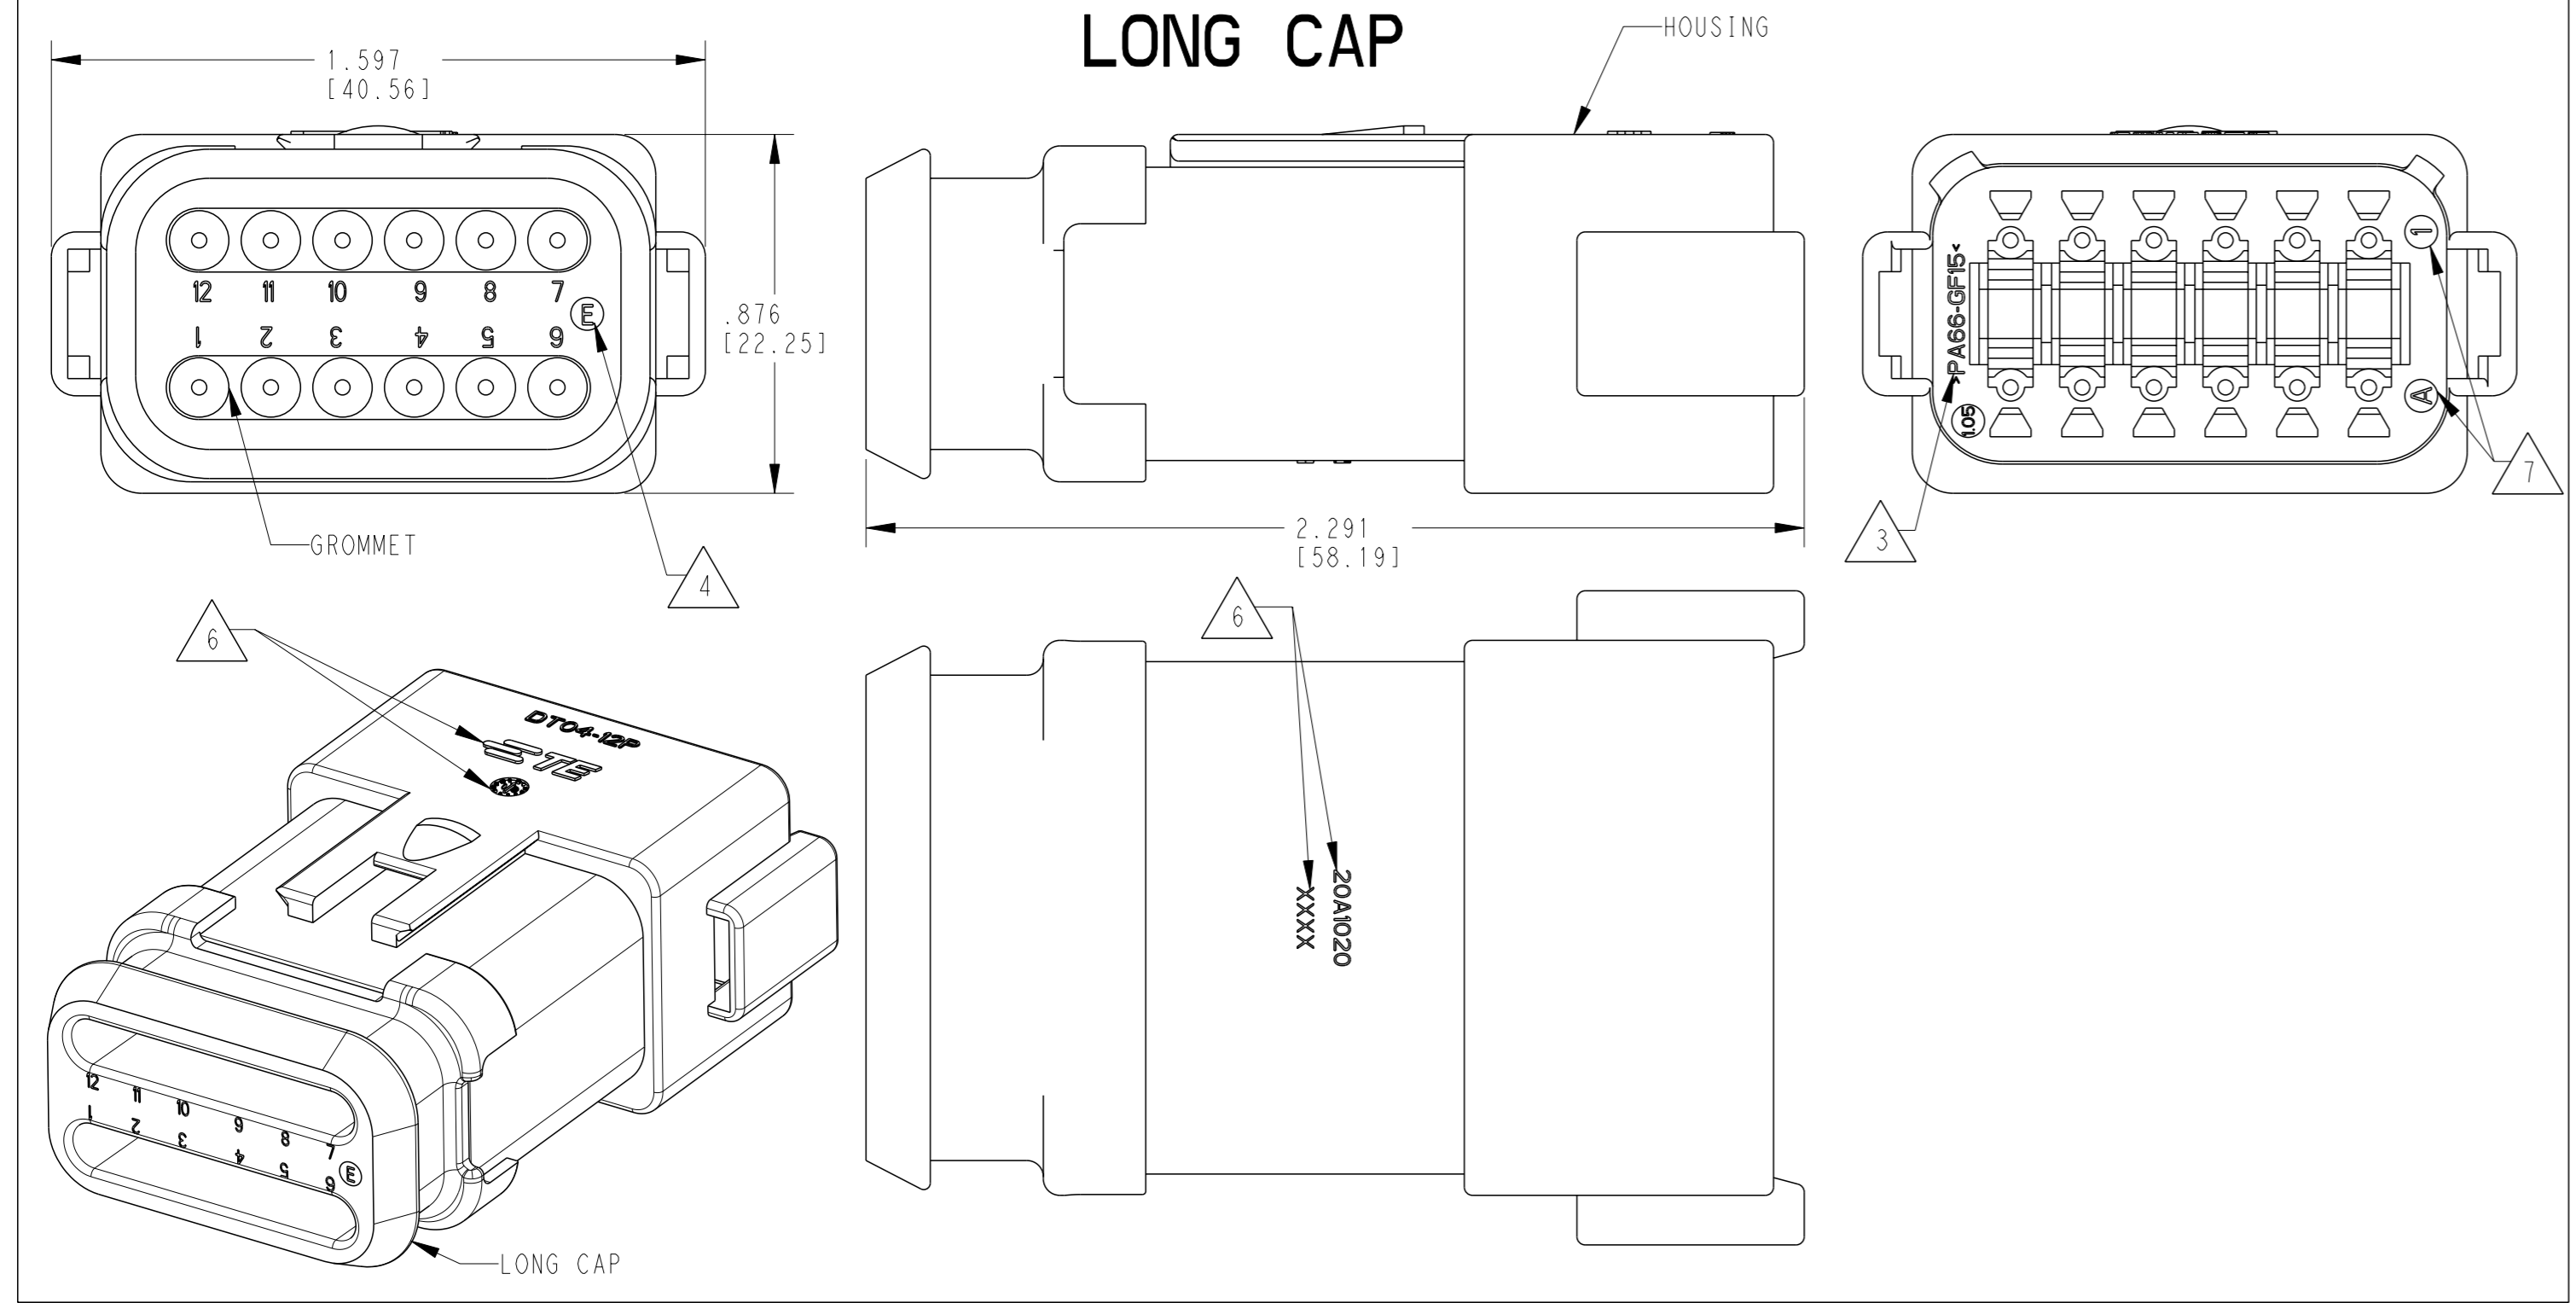 LONG CAP
HOUSING
1.597
[40.56]
12 11 10 9 8 7
E
1 2 3 4 5 6
.876
[22.25]
GROMMET
4
2.291
[58.19]
>PA66-GF15<
1.05
1
A
3
7
6
DT04-12P
TE
12 11 10 9 8 7
1 2 3 4 5 6
E
LONG CAP
6
20A1020
XXXX